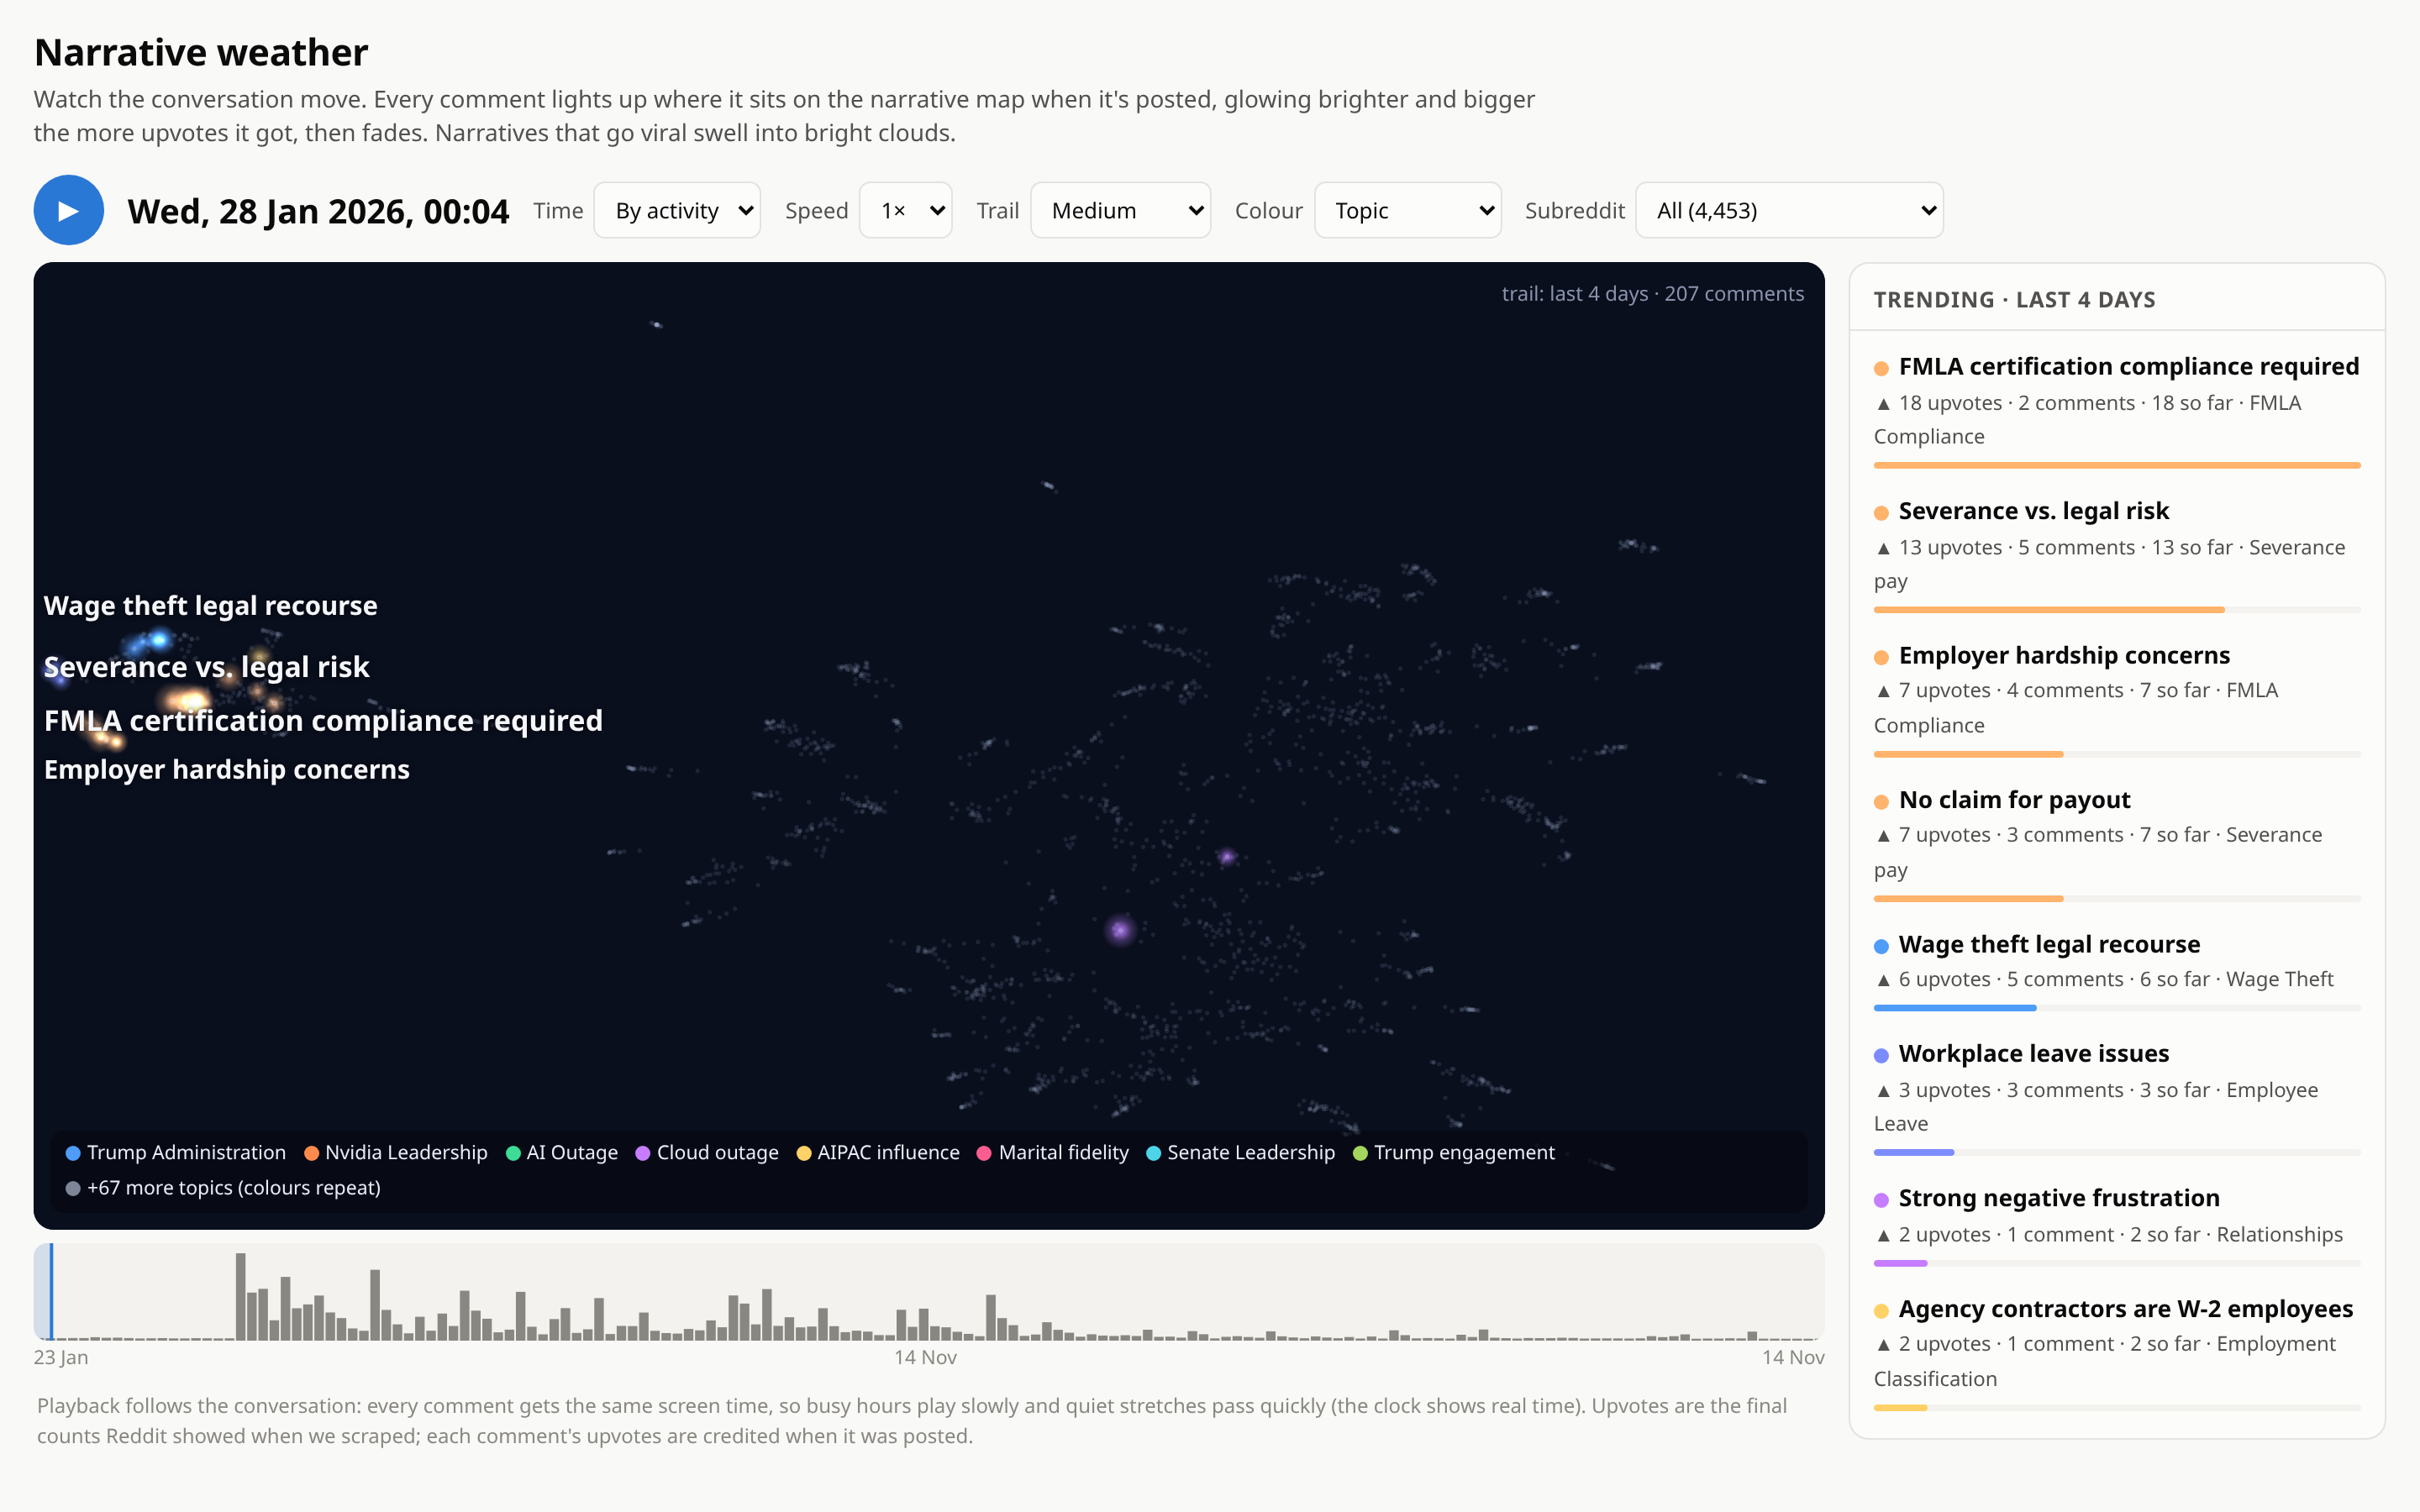 Narrative weather
Watch the conversation move. Every comment lights up where it sits on the narrative map when it's posted, glowing brighter and bigger
the more upvotes it got, then fades. Narratives that go viral swell into bright clouds.
▶ Wed, 28 Jan 2026, 00:04 Time By activity Speed 1× Trail Medium Colour Topic Subreddit All (4,453)
trail: last 4 days · 207 comments
Wage theft legal recourse
Severance vs. legal risk
FMLA certification compliance required
Employer hardship concerns
Trump Administration Nvidia Leadership AI Outage Cloud outage AIPAC influence Marital fidelity Senate Leadership Trump engagement
+67 more topics (colours repeat)
23 Jan 14 Nov 14 Nov
Playback follows the conversation: every comment gets the same screen time, so busy hours play slowly and quiet stretches pass quickly (the clock shows real time). Upvotes are the final
counts Reddit showed when we scraped; each comment's upvotes are credited when it was posted.
TRENDING · LAST 4 DAYS
FMLA certification compliance required
▲ 18 upvotes · 2 comments · 18 so far · FMLA
Compliance
Severance vs. legal risk
▲ 13 upvotes · 5 comments · 13 so far · Severance
pay
Employer hardship concerns
▲ 7 upvotes · 4 comments · 7 so far · FMLA
Compliance
No claim for payout
▲ 7 upvotes · 3 comments · 7 so far · Severance
pay
Wage theft legal recourse
▲ 6 upvotes · 5 comments · 6 so far · Wage Theft
Workplace leave issues
▲ 3 upvotes · 3 comments · 3 so far · Employee
Leave
Strong negative frustration
▲ 2 upvotes · 1 comment · 2 so far · Relationships
Agency contractors are W-2 employees
▲ 2 upvotes · 1 comment · 2 so far · Employment
Classification